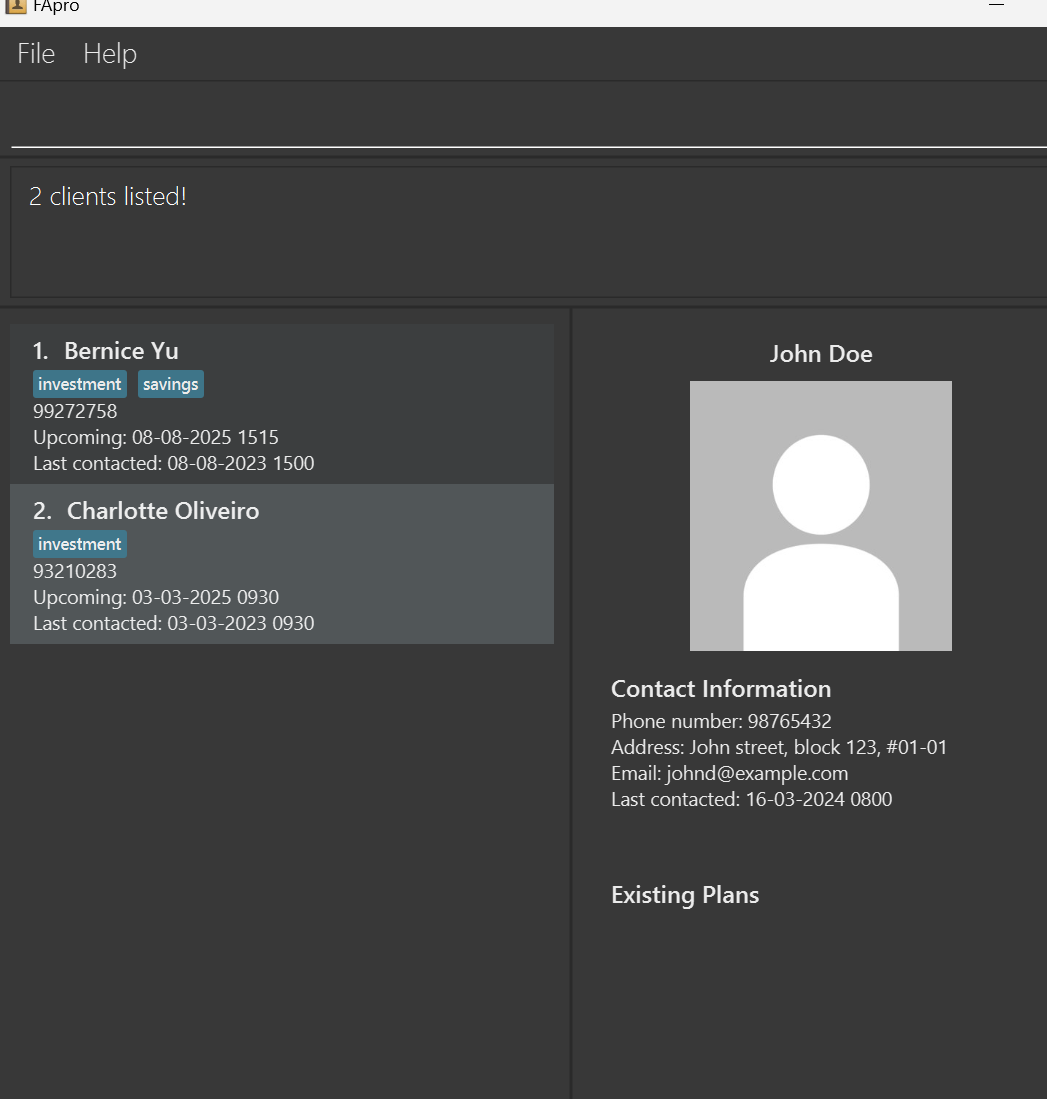 FApro
File Help
2 clients listed!
1. Bernice Yu
investment savings
99272758
Upcoming: 08-08-2025 1515
Last contacted: 08-08-2023 1500
2. Charlotte Oliveiro
investment
93210283
Upcoming: 03-03-2025 0930
Last contacted: 03-03-2023 0930
John Doe
Contact Information
Phone number: 98765432
Address: John street, block 123, #01-01
Email: johnd@example.com
Last contacted: 16-03-2024 0800
Existing Plans